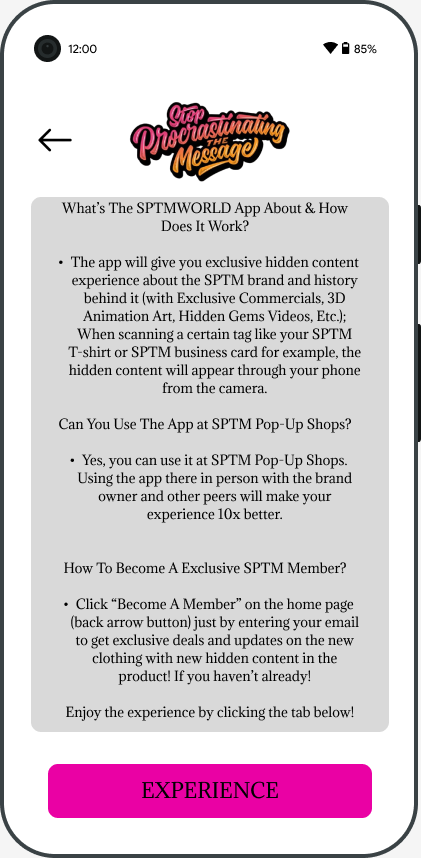 12:00
85%
Stop
Procrastinating
THE
Message
What’s The SPTMWORLD App About & How
Does It Work?
• The app will give you exclusive hidden content
experience about the SPTM brand and history
behind it (with Exclusive Commercials, 3D
Animation Art, Hidden Gems Videos, Etc.);
When scanning a certain tag like your SPTM
T-shirt or SPTM business card for example, the
hidden content will appear through your phone
from the camera.
Can You Use The App at SPTM Pop-Up Shops?
• Yes, you can use it at SPTM Pop-Up Shops.
Using the app there in person with the brand
owner and other peers will make your
experience 10x better.
How To Become A Exclusive SPTM Member?
• Click “Become A Member” on the home page
(back arrow button) just by entering your email
to get exclusive deals and updates on the new
clothing with new hidden content in the
product! If you haven’t already!
Enjoy the experience by clicking the tab below!
EXPERIENCE